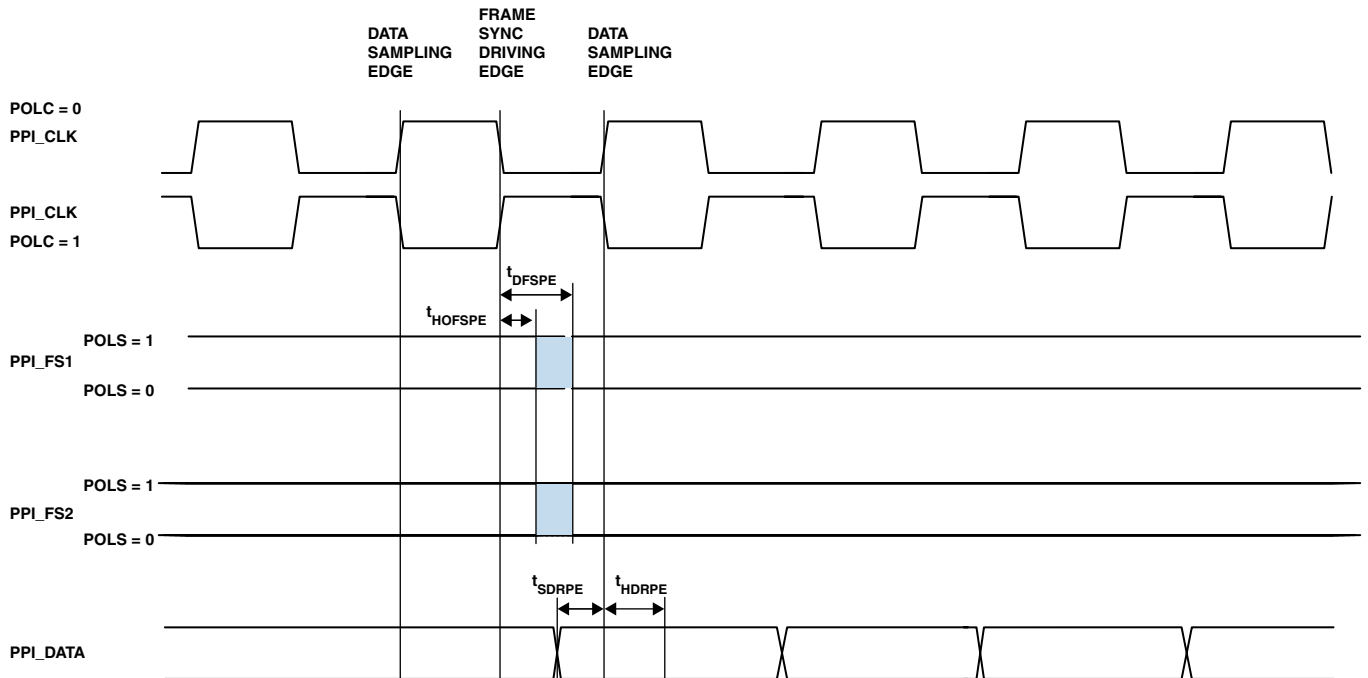 DATA
SAMPLING
EDGE
FRAME
SYNC
DRIVING
EDGE
DATA
SAMPLING
EDGE
POLC = 0
PPI_CLK
PPI_CLK
POLC = 1
tDFSPE
tHOFSPE
POLS = 1
PPI_FS1
POLS = 0
POLS = 1
PPI_FS2
POLS = 0
tSDRPE
tHDRPE
PPI_DATA